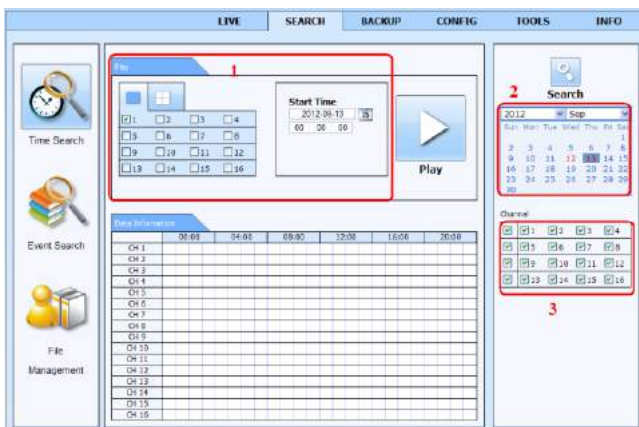 LIVE SEARCH BACKUP CONFIG TOOLS INFO
Time Search
Event Search
File
Management
Play
1
1 2 3 4
5 6 7 8
9 10 11 12
13 14 15 16
Start Time
2012-09-13
00 00 00
Play
Data Information
00:00 04:00 08:00 12:00 16:00 20:00
CH 1
CH 2
CH 3
CH 4
CH 5
CH 6
CH 7
CH 8
CH 9
CH 10
CH 11
CH 12
CH 13
CH 14
CH 15
CH 16
Search
2
2012 Sep
Sun Mon Tue Wed Thu Fri Sat
1
2 3 4 5 6 7 8
9 10 11 12 13 14 15
16 17 18 19 20 21 22
23 24 25 26 27 28 29
30
Channel
1 2 3 4
5 6 7 8
9 10 11 12
13 14 15 16
3